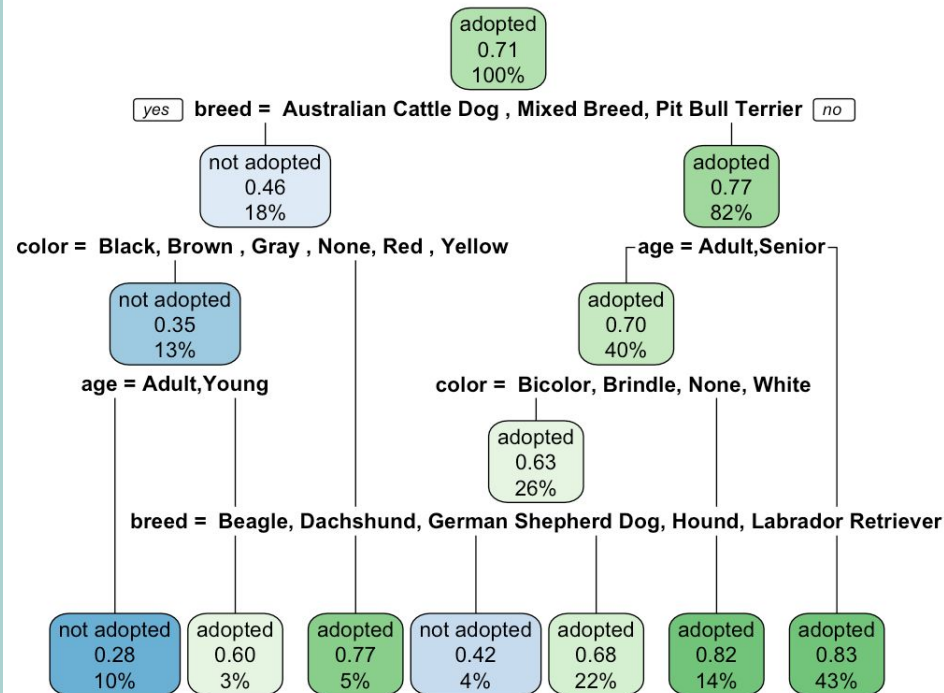 adopted
0.71
100%
yes breed = Australian Cattle Dog , Mixed Breed, Pit Bull Terrier no
not adopted
0.46
18%
adopted
0.77
82%
color = Black, Brown , Gray , None, Red , Yellow
age = Adult,Senior
not adopted
0.35
13%
adopted
0.70
40%
age = Adult,Young
color = Bicolor, Brindle, None, White
adopted
0.63
26%
breed = Beagle, Dachshund, German Shepherd Dog, Hound, Labrador Retriever
not adopted
0.28
10%
adopted
0.60
3%
adopted
0.77
5%
not adopted
0.42
4%
adopted
0.68
22%
adopted
0.82
14%
adopted
0.83
43%